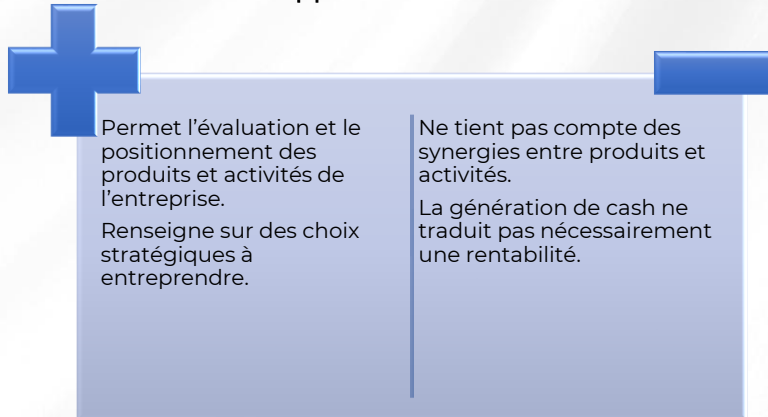 Permet l’évaluation et le
positionnement des
produits et activités de
l’entreprise.
Renseigne sur des choix
stratégiques à
entreprendre.
Ne tient pas compte des
synergies entre produits et
activités.
La génération de cash ne
traduit pas nécessairement
une rentabilité.